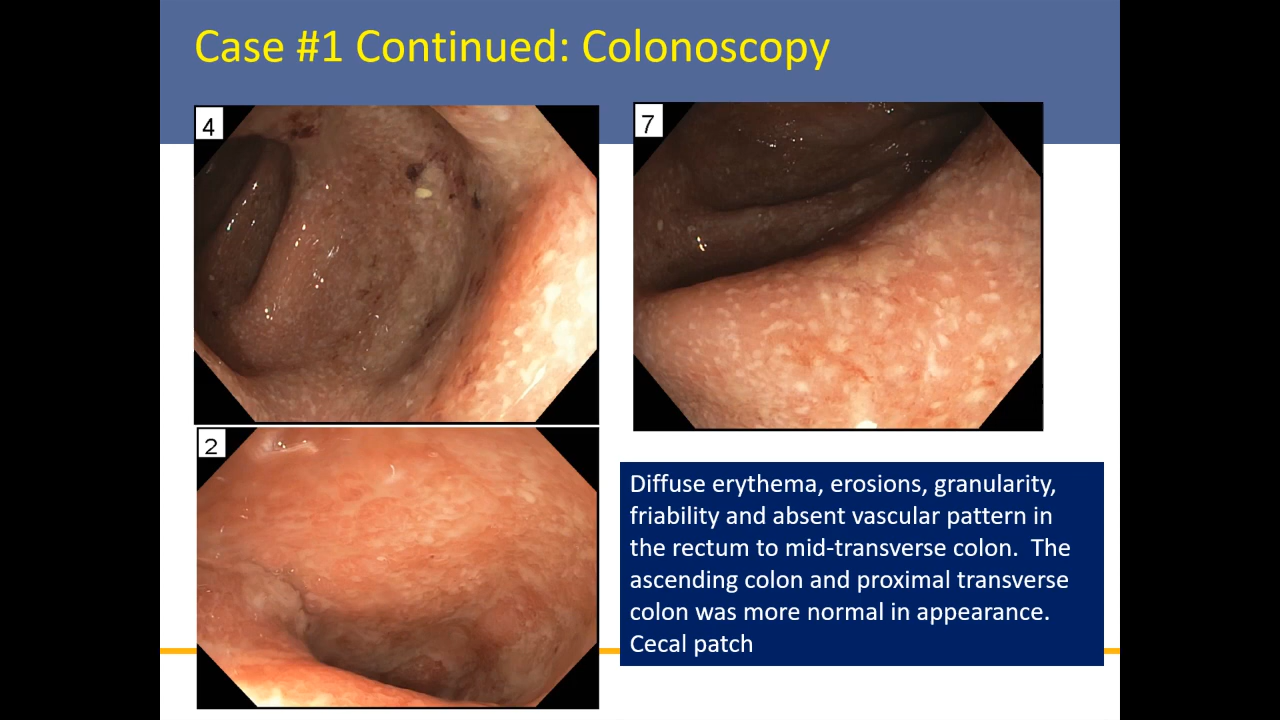 Case #1 Continued: Colonoscopy
4
7
2
Diffuse erythema, erosions, granularity,
friability and absent vascular pattern in
the rectum to mid-transverse colon.  The
ascending colon and proximal transverse
colon was more normal in appearance.
Cecal patch